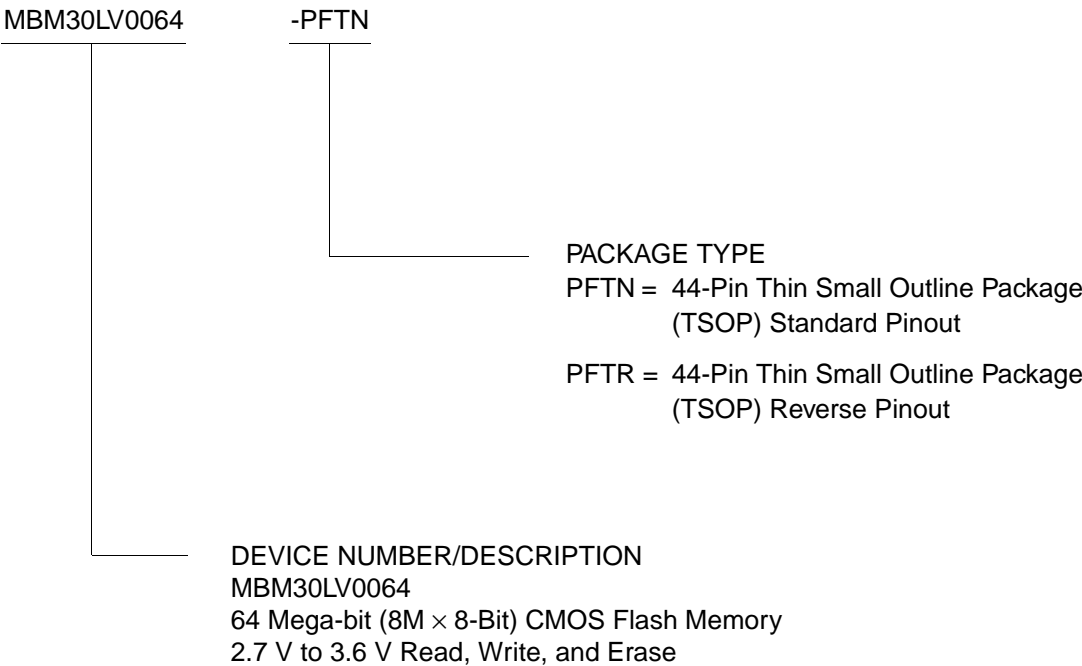 MBM30LV0064 -PFTN
PACKAGE TYPE
PFTN = 44-Pin Thin Small Outline Package
(TSOP) Standard Pinout
PFTR = 44-Pin Thin Small Outline Package
(TSOP) Reverse Pinout
DEVICE NUMBER/DESCRIPTION
MBM30LV0064
64 Mega-bit (8M × 8-Bit) CMOS Flash Memory
2.7 V to 3.6 V Read, Write, and Erase